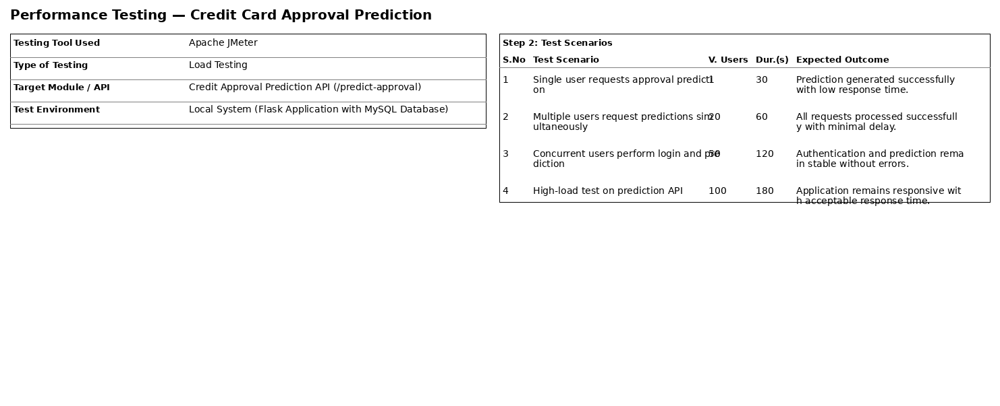 Performance Testing — Credit Card Approval Prediction
Testing Tool Used Apache JMeter
Type of Testing Load Testing
Target Module / API Credit Approval Prediction API (/predict-approval)
Test Environment Local System (Flask Application with MySQL Database)
Step 2: Test Scenarios
S.No Test Scenario V. Users Dur.(s) Expected Outcome
1 Single user requests approval predicti 1 30 Prediction generated successfully
on with low response time.
2 Multiple users request predictions sim 20 60 All requests processed successfull
ultaneously y with minimal delay.
3 Concurrent users perform login and pre 50 120 Authentication and prediction rema
diction in stable without errors.
4 High-load test on prediction API 100 180 Application remains responsive wit
h acceptable response time.